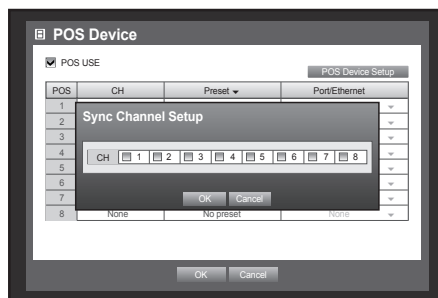 POS Device
POS USE
POS Device Setup
POS CH Preset Port/Ethernet
1
2
3
4
5
6
7
8 None No preset None
Sync Channel Setup
CH 1 2 3 4 5 6 7 8
OK Cancel
OK Cancel